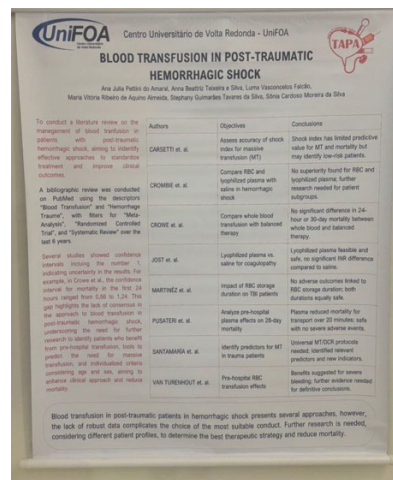 UniFOA
Centro Universitário de Volta Redonda - UniFOA
TAPA
BLOOD TRANSFUSION IN POST-TRAUMATIC
HEMORRHAGIC SHOCK
Ana Julia Pettini do Amaral, Anna Beatriz Teixeira e Silva, Luma Vasconcelos Falcão,
Maria Vitória Ribeiro de Aquino Almeida, Stephany Guimarães Tavares da Silva, Sônia Cardoso Moreira da Silva
To conduct a literature review on the
management of blood tranfusion in
patients with post-traumatic
hemorrhagic shock, aiming to indentify
effective approaches to standardize
treatment and improve clinical
outcomes.
A bibliographic review was conducted
on PubMed using the descriptors
"Blood Transfusion" and "Hemorrhage
Trauma", with filters for "Meta-
Analysis", "Randomized Controlled
Trial", and "Systematic Review" over the
last 6 years.
Several studies showed confidence
intervals inclluing the number 1,
indicating uncertainty in the results. For
example, in Crowe et al., the confidence
interval for mortality in the first 24
hours ranged from 0.96 to 1.24. This
gap highlights the lack of consensus in
the approach to blood transfusion in
post-traumatic hemorrhagic shock,
underscoring the need for further
research to identify patients who benefit
from pre-hospital transfusion, tools to
predict the need for massive
transfusion, and individualized criteria
considering age and sex, aiming to
enhance clinical approach and reduce
mortality.
Authors Objectives Conclusions
CARSETTI et. al.
Assess accuracy of shock
index for massive
transfusion (MT)
Shock index has limited predictive
value for MT and mortality but
may identify low-risk patients.
CROMBIE et. al.
Compare RBC and
lyophilized plasma with
saline in hemorrhagic
shock
No superiority found for RBC and
lyophilized plasma; further
research needed for patient
subgroups.
CROWE et. al.
Compare whole blood
transfusion with balanced
therapy
No significant difference in 24-
hour or 30-day mortality between
whole blood and balanced
therapy.
JOST et. al.
Lyophilized plasma vs.
saline for coagulopathy
Lyophilized plasma feasible and
safe, no significant INR difference
compared to saline.
MARTÍNEZ et. al.
Impact of RBC storage
duration on TBI patients
No adverse outcomes linked to
RBC storage duration; both
durations equally safe.
PUSATERI et. al.
Analyze pre-hospital
plasma effects on 28-day
mortality
Plasma reduced mortality for
transport over 20 minutes; safe
with no severe adverse events.
SANTAMARÍA et. al.
Identify predictors for MT
in trauma patients
Universal MT/DCR protocols
needed; identified relevant
predictors and new indicators.
VAN TURENHOUT et. al.
Pre-hospital RBC
transfusion effects
Benefits suggested for severe
bleeding; further evidence needed
for definitive conclusions.
Blood transfusion in post-traumatic patients in hemorrhagic shock presents several approaches, however,
the lack of robust data complicates the choice of the most suitable conduct. Further research is needed,
considering different patient profiles, to determine the best therapeutic strategy and reduce mortality.